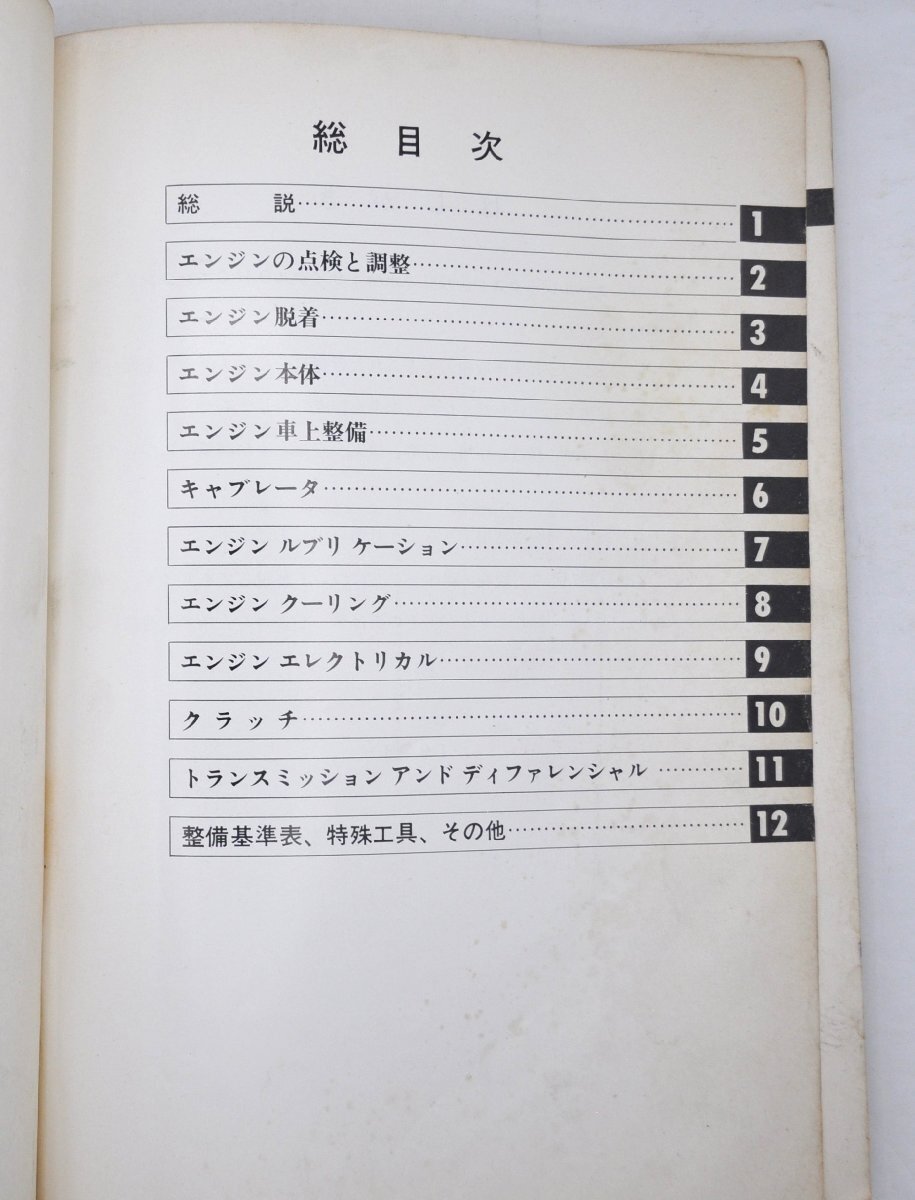 総目次
総説 1
エンジンの点検と調整 2
エンジン脱着 3
エンジン本体 4
エンジン車上整備 5
キャブレータ 6
エンジン ルブリケーション 7
エンジン クーリング 8
エンジン エレクトリカル 9
クラッチ 10
トランスミッション アンド ディファレンシャル 11
整備基準表、特殊工具、その他 12